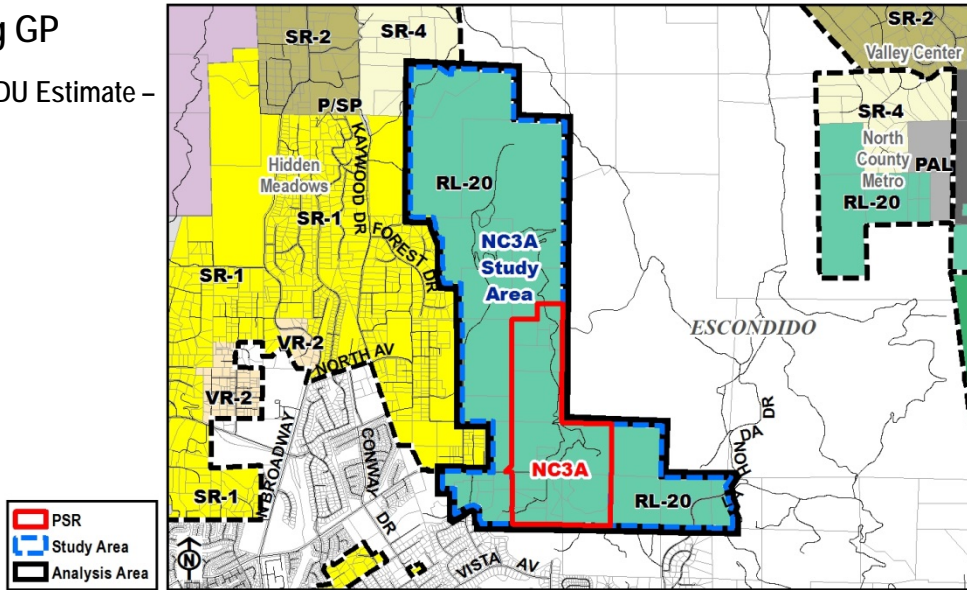 g GP
DU Estimate –
SR-2
SR-4
SR-2
Valley Center
P/SP
SR-4
KAYWOOD DR
Hidden
Meadows
RL-20
North
County
Metro
PAL
RL-20
SR-1
FOREST DR
NC3A
Study
Area
SR-1
ESCONDIDO
VR-2
NORTH AV
VR-2
N BROADWAY
CONWAY
DR
NC3A
HONDA DR
SR-1
RL-20
VISTA AV
PSR
Study Area
Analysis Area
N